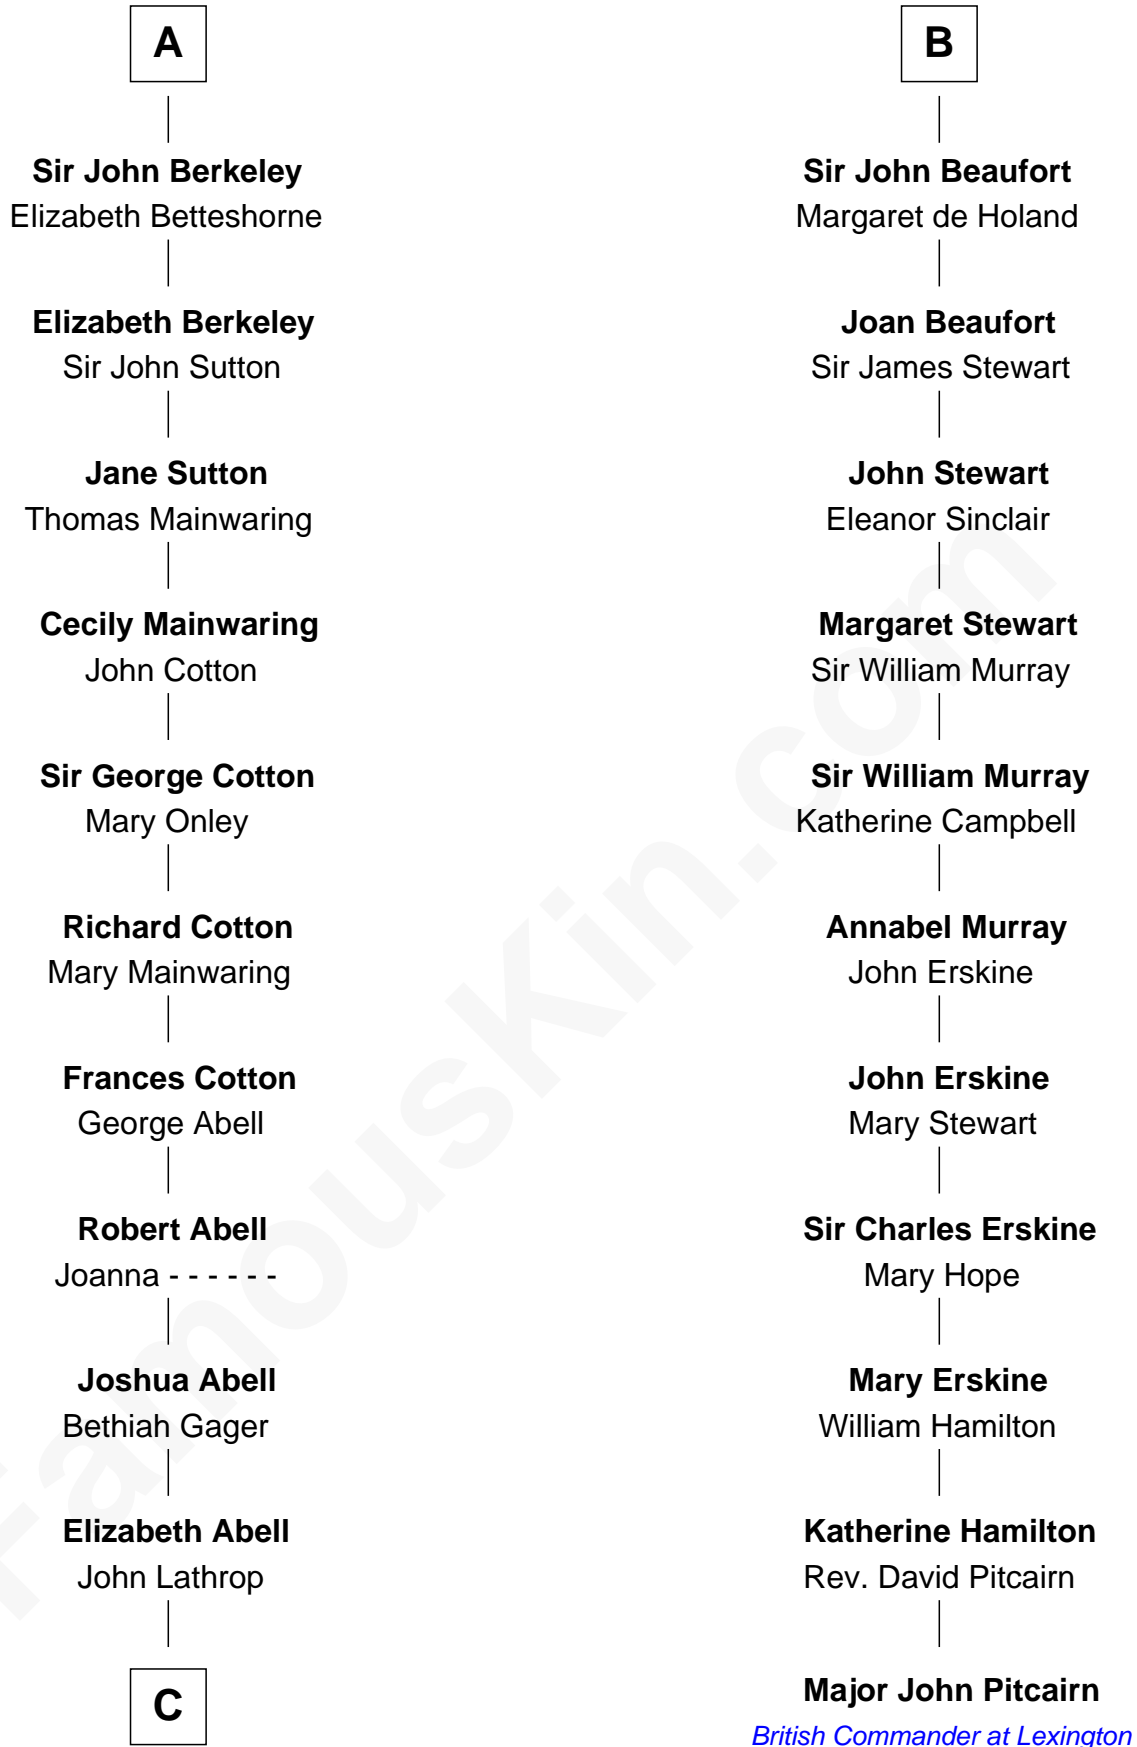 A
Sir John Berkeley
Elizabeth Betteshorne
Elizabeth Berkeley
Sir John Sutton
Jane Sutton
Thomas Mainwaring
Cecily Mainwaring
John Cotton
Sir George Cotton
Mary Onley
Richard Cotton
Mary Mainwaring
Frances Cotton
George Abell
Robert Abell
Joanna - - - - - -
Joshua Abell
Bethiah Gager
Elizabeth Abell
John Lathrop
C
B
Sir John Beaufort
Margaret de Holand
Joan Beaufort
Sir James Stewart
John Stewart
Eleanor Sinclair
Margaret Stewart
Sir William Murray
Sir William Murray
Katherine Campbell
Annabel Murray
John Erskine
John Erskine
Mary Stewart
Sir Charles Erskine
Mary Hope
Mary Erskine
William Hamilton
Katherine Hamilton
Rev. David Pitcairn
Major John Pitcairn
British Commander at Lexington
FamousKin.com